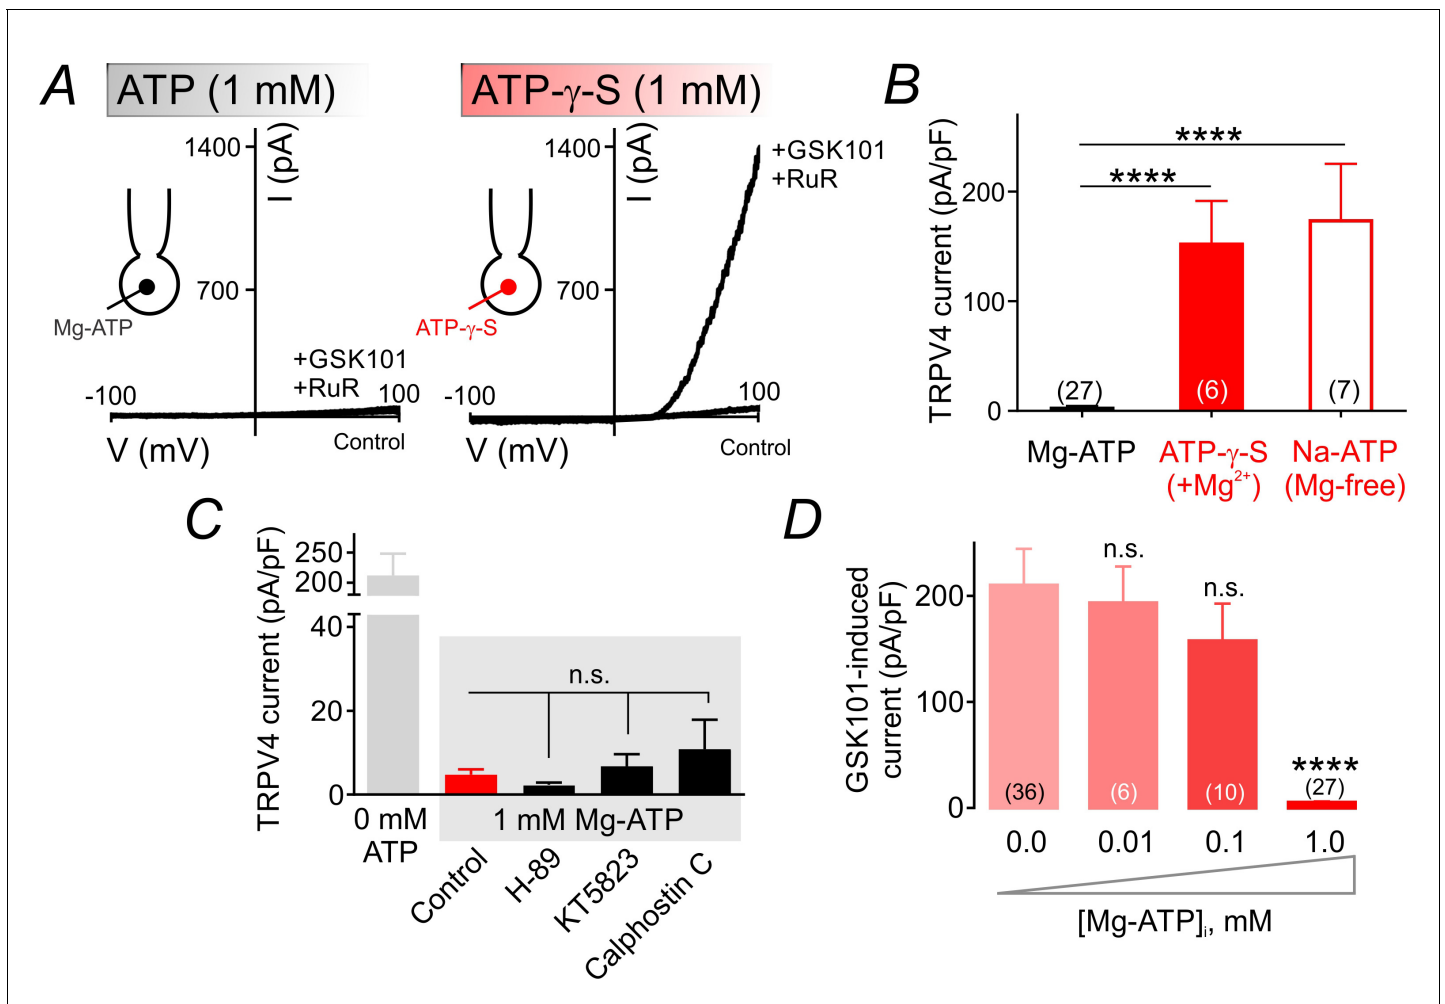 A
ATP (1 mM)
1400
I (pA)
700
Mg-ATP
+GSK101
+RuR
-100
100
V (mV)
Control
ATP-γ-S (1 mM)
1400
I (pA)
+GSK101
+RuR
700
ATP-γ-S
-100
100
V (mV)
Control
B
TRPV4 current (pA/pF)
200
100
0
****
****
(27)
(6)
(7)
Mg-ATP
ATP-γ-S
(+Mg²⁺)
Na-ATP
(Mg-free)
C
TRPV4 current (pA/pF)
250
200
40
20
0
n.s.
0 mM
ATP
1 mM Mg-ATP
Control
H-89
KT5823
Calphostin C
D
GSK101-induced
current (pA/pF)
200
100
0
n.s.
n.s.
****
(36)
(6)
(10)
(27)
0.0
0.01
0.1
1.0
[Mg-ATP]i, mM